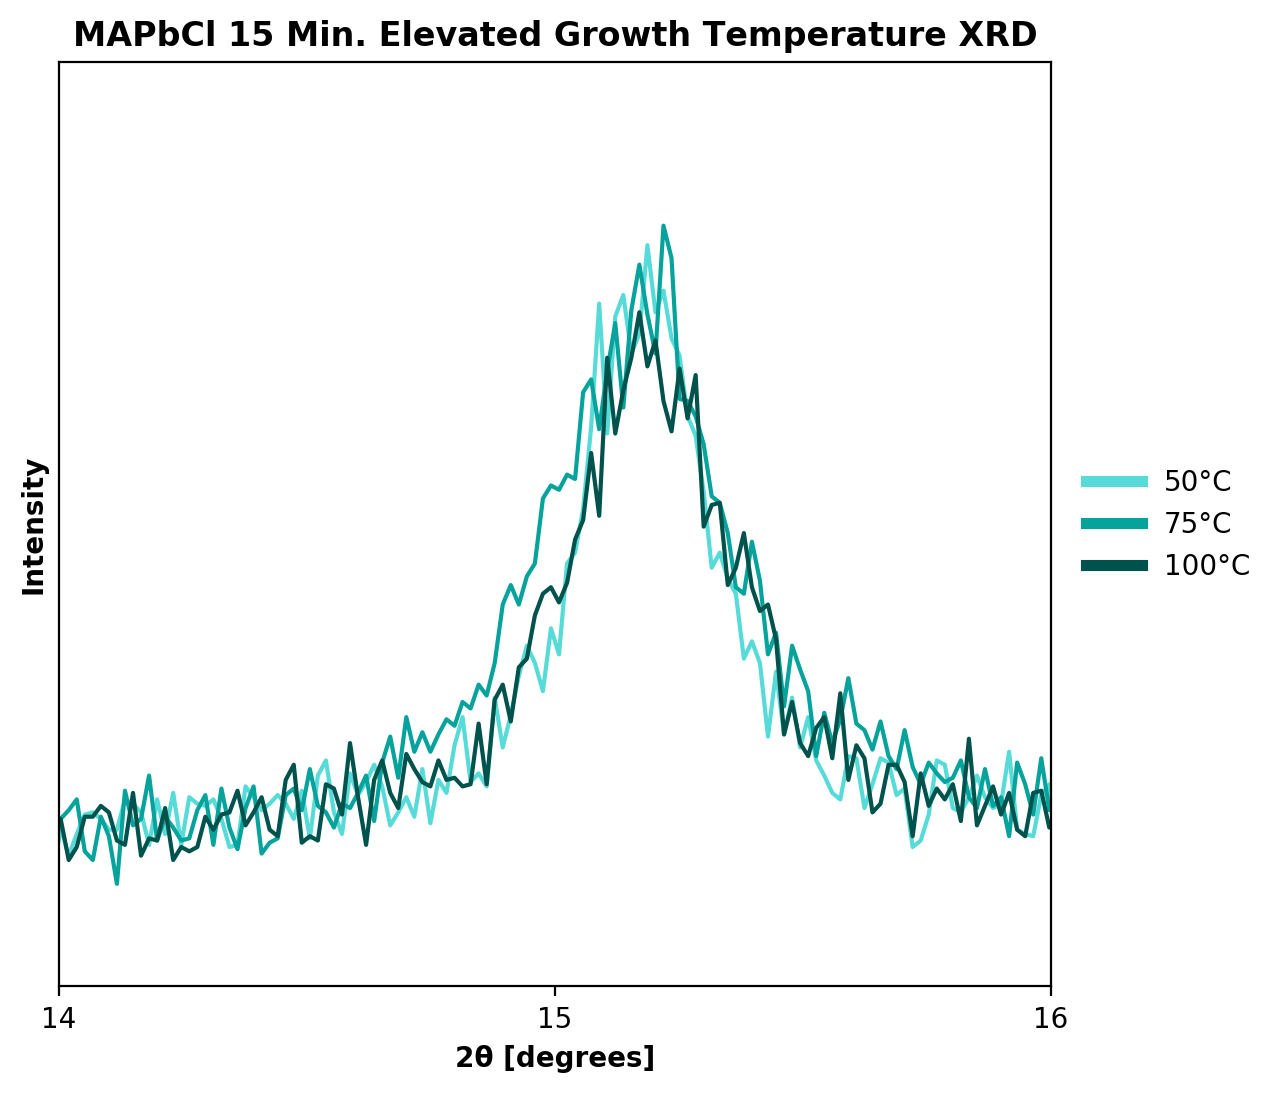 MAPbCl 15 Min. Elevated Growth Temperature XRD
Intensity
50°C
75°C
100°C
14
15
16
2θ [degrees]